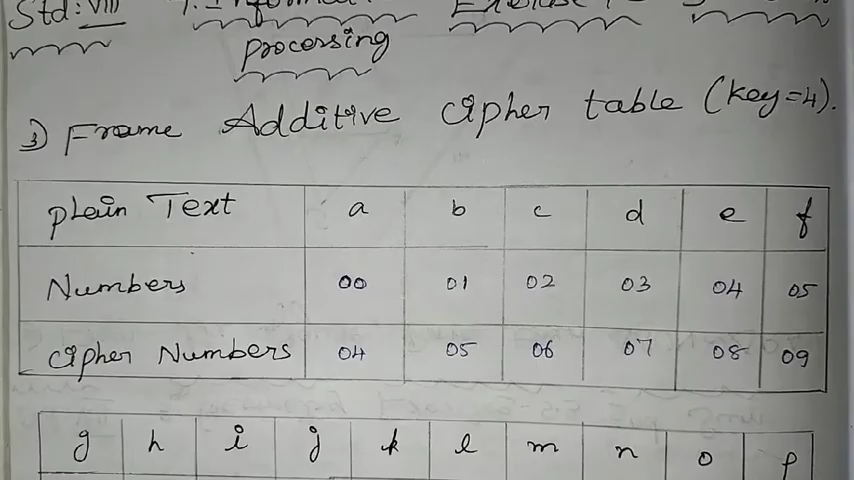 Std: VIII
processing
3) Frame Additive cipher table (key=4).
plain Text a b c d e f
Numbers 00 01 02 03 04 05
cipher Numbers 04 05 06 07 08 09
g h i j k l m n o p